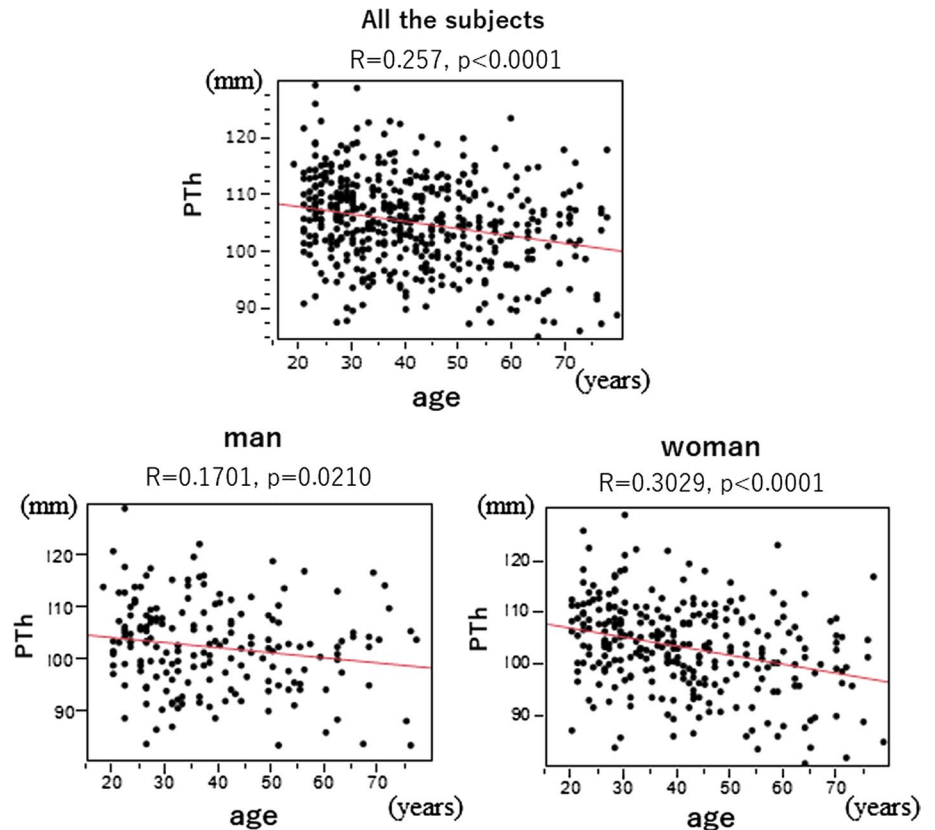 All the subjects
R=0.257, p<0.0001
(mm)
120
110
100
90
PTh
20 30 40 50 60 70
(years)
age
man
R=0.1701, p=0.0210
(mm)
120
110
100
90
PTh
20 30 40 50 60 70
(years)
age
woman
R=0.3029, p<0.0001
(mm)
120
110
100
90
PTh
20 30 40 50 60 70
(years)
age